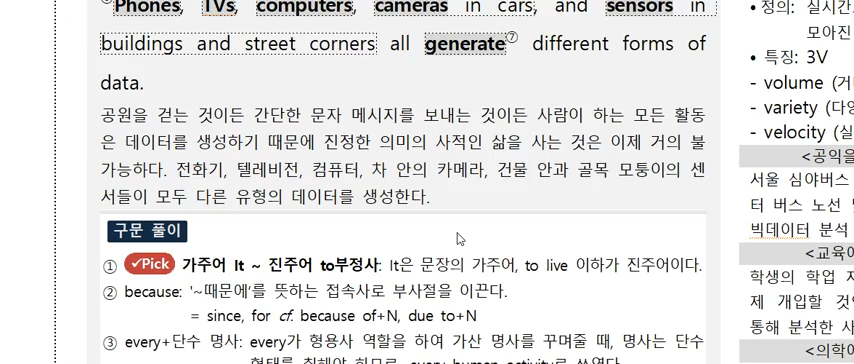 Phones, TVs, computers, cameras in cars, and sensors in
buildings and street corners all generate⑦ different forms of
data.
공원을 걷는 것이든 간단한 문자 메시지를 보내는 것이든 사람이 하는 모든 활동
은 데이터를 생성하기 때문에 진정한 의미의 사적인 삶을 사는 것은 이제 거의 불
가능하다. 전화기, 텔레비전, 컴퓨터, 차 안의 카메라, 건물 안과 골목 모퉁이의 센
서들이 모두 다른 유형의 데이터를 생성한다.
구문 풀이
① ✓Pick 가주어 It ~ 진주어 to부정사: It은 문장의 가주어, to live 이하가 진주어이다.
② because: '~때문에'를 뜻하는 접속사로 부사절을 이끈다.
= since, for cf. because of+N, due to+N
③ every+단수 명사: every가 형용사 역할을 하여 가산 명사를 꾸며줄 때, 명사는 단수
• 정의: 실시간
모아진
• 특징: 3V
- volume (거
- variety (다양
- velocity (실
<공익을
서울 심야버스
터 버스 노선
빅데이터 분석
<교육에
학생의 학업
제 개입할 것
통해 분석한 사
<의학에